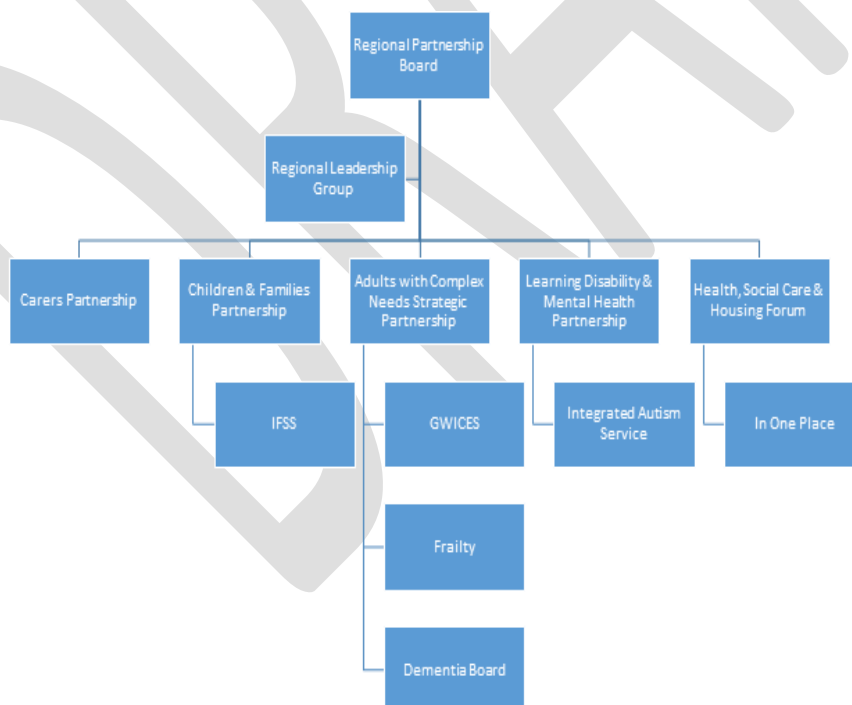 Regional Partnership
Board
Regional Leadership
Group
Carers Partnership
Children & Families
Partnership
Adults with Complex
Needs Strategic
Partnership
Learning Disability &
Mental Health
Partnership
Health, Social Care &
Housing Forum
IFSS
GWICES
Integrated Autism
Service
In One Place
Frailty
Dementia Board